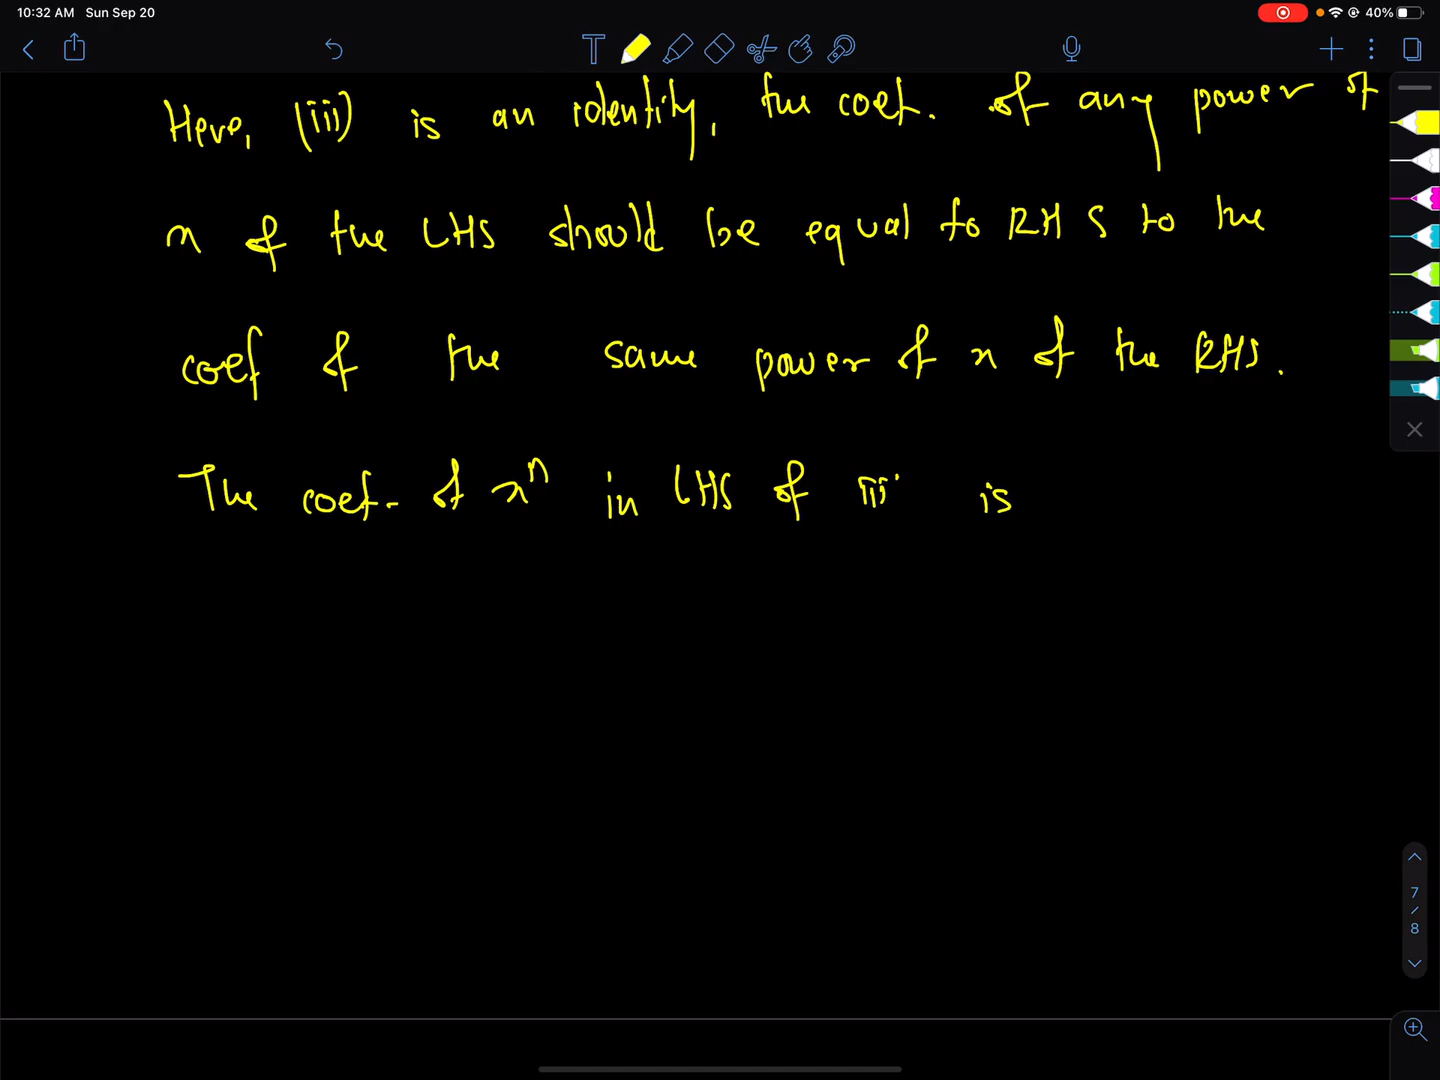 10:32 AM Sun Sep 20
40%
Here, (iii) is an identity, the coef. of any power of
x of the LHS should be equal to RHS to the
coef of the same power of x of the RHS.
The coef. of xⁿ in LHS of iii is
7
/
8